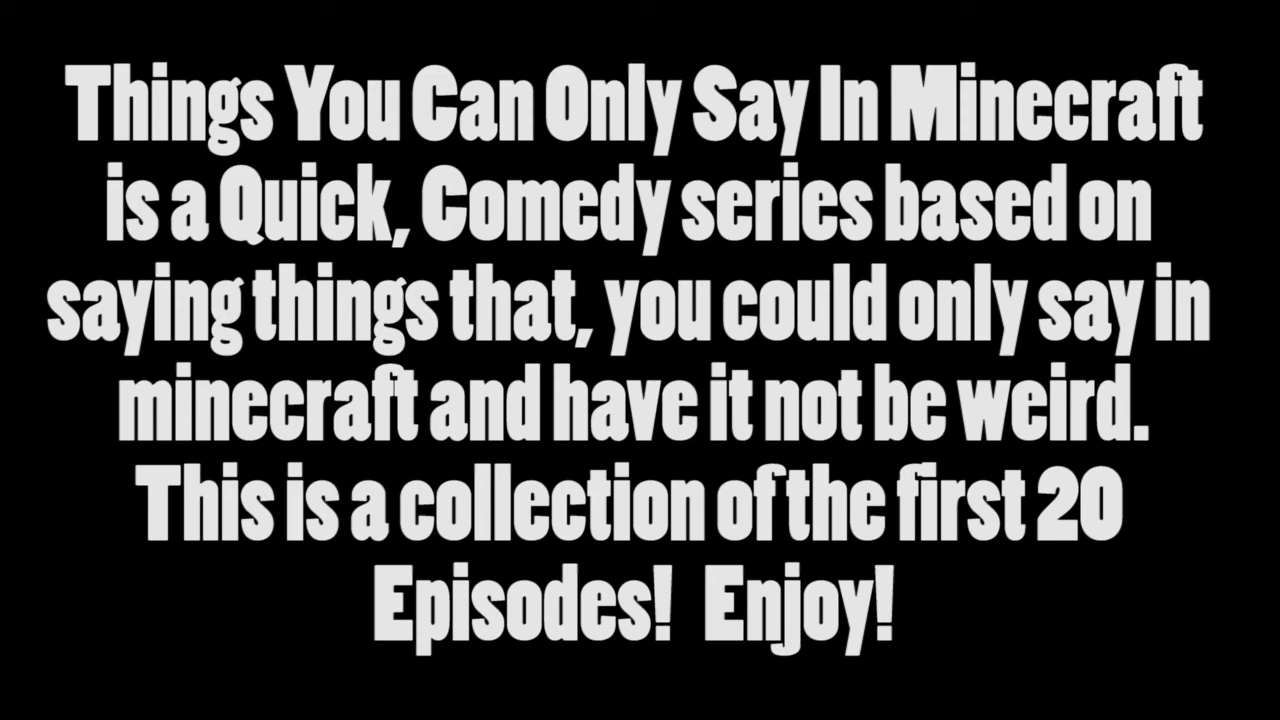 Things You Can Only Say In Minecraft
is a Quick, Comedy series based on
saying things that, you could only say in
minecraft and have it not be weird.
This is a collection of the first 20
Episodes! Enjoy!